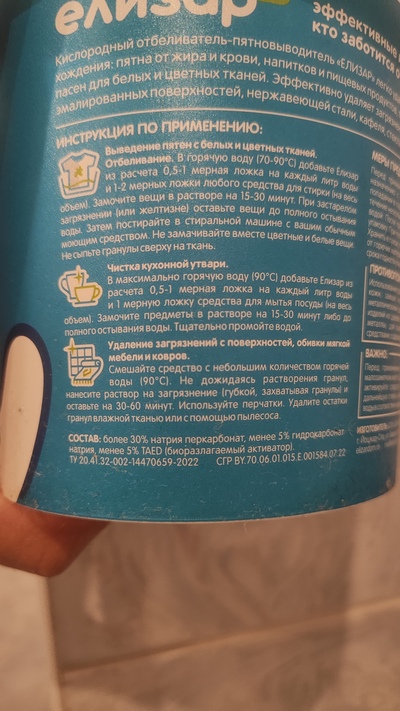 елизар
эффективные
кто заботится о
Кислородный отбеливатель-пятновыводитель «ЕЛИЗАР» легко
хождения: пятна от жира и крови, напитков и пищевых продуктов,
пасен для белых и цветных тканей. Эффективно удаляет
эмалированных поверхностей, нержавеющей стали, кафеля,
ИНСТРУКЦИЯ ПО ПРИМЕНЕНИЮ:
Выведение пятен с белых и цветных тканей.
Отбеливание. В горячую воду (70-90°С) добавьте Елизар
из расчета 0,5-1 мерная ложка на каждый литр воды
и 1-2 мерные ложки любого средства для стирки (на весь
объем). Замочите вещи в растворе на 15-30 минут. При застарелом
загрязнении (или желтизне) оставьте вещи до полного остывания
воды. Затем постирайте в стиральной машине с вашим обычным
моющим средством. Не замачивайте вместе цветные и белые вещи.
Не сыпьте гранулы сверху на ткань.
Чистка кухонной утвари.
В максимально горячую воду (90°С) добавьте Елизар из
расчета 0,5-1 мерная ложка на каждый литр воды
и 1 мерную ложку средства для мытья посуды (на весь
объем). Замочите предметы в растворе на 15-30 минут либо до
полного остывания воды. Тщательно промойте водой.
Удаление загрязнений с поверхностей, обивки мягкой
мебели и ковров.
Смешайте средство с небольшим количеством горячей
воды (90°С). Не дожидаясь растворения гранул,
нанесите раствор на загрязнение (губкой, захватывая гранулы) и
оставьте на 30-60 минут. Используйте перчатки. Удалите остатки
гранул влажной тканью или с помощью пылесоса.
СОСТАВ: более 30% натрия перкарбонат, менее 5% гидрокарбонат
натрия, менее 5% TAED (биоразлагаемый активатор).
ТУ 20.41.32-002-14470659-2022 СГР BY.70.06.01.015.E.001584.07.22
МЕРЫ
ВАЖНО: